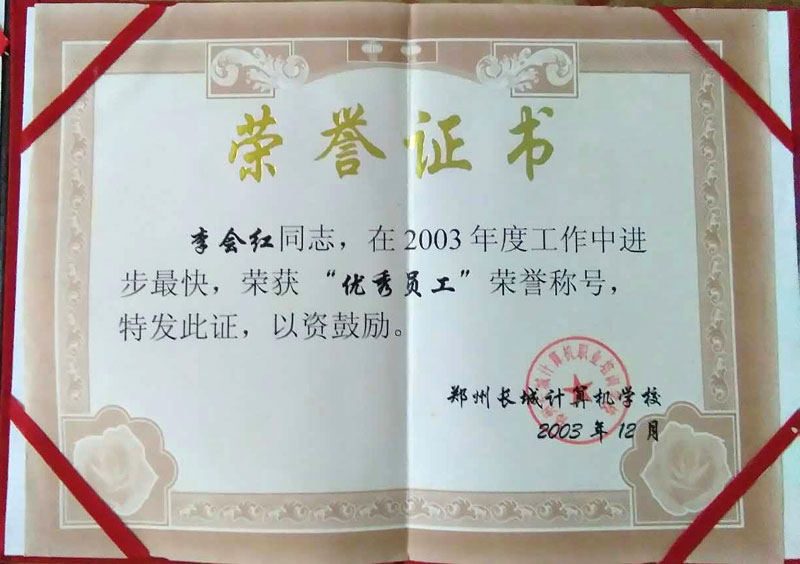 荣誉证书
李会红同志，在2003年度工作中进
步最快，荣获“优秀员工”荣誉称号，
特发此证，以资鼓励。
郑州长城计算机学校
2003年12月